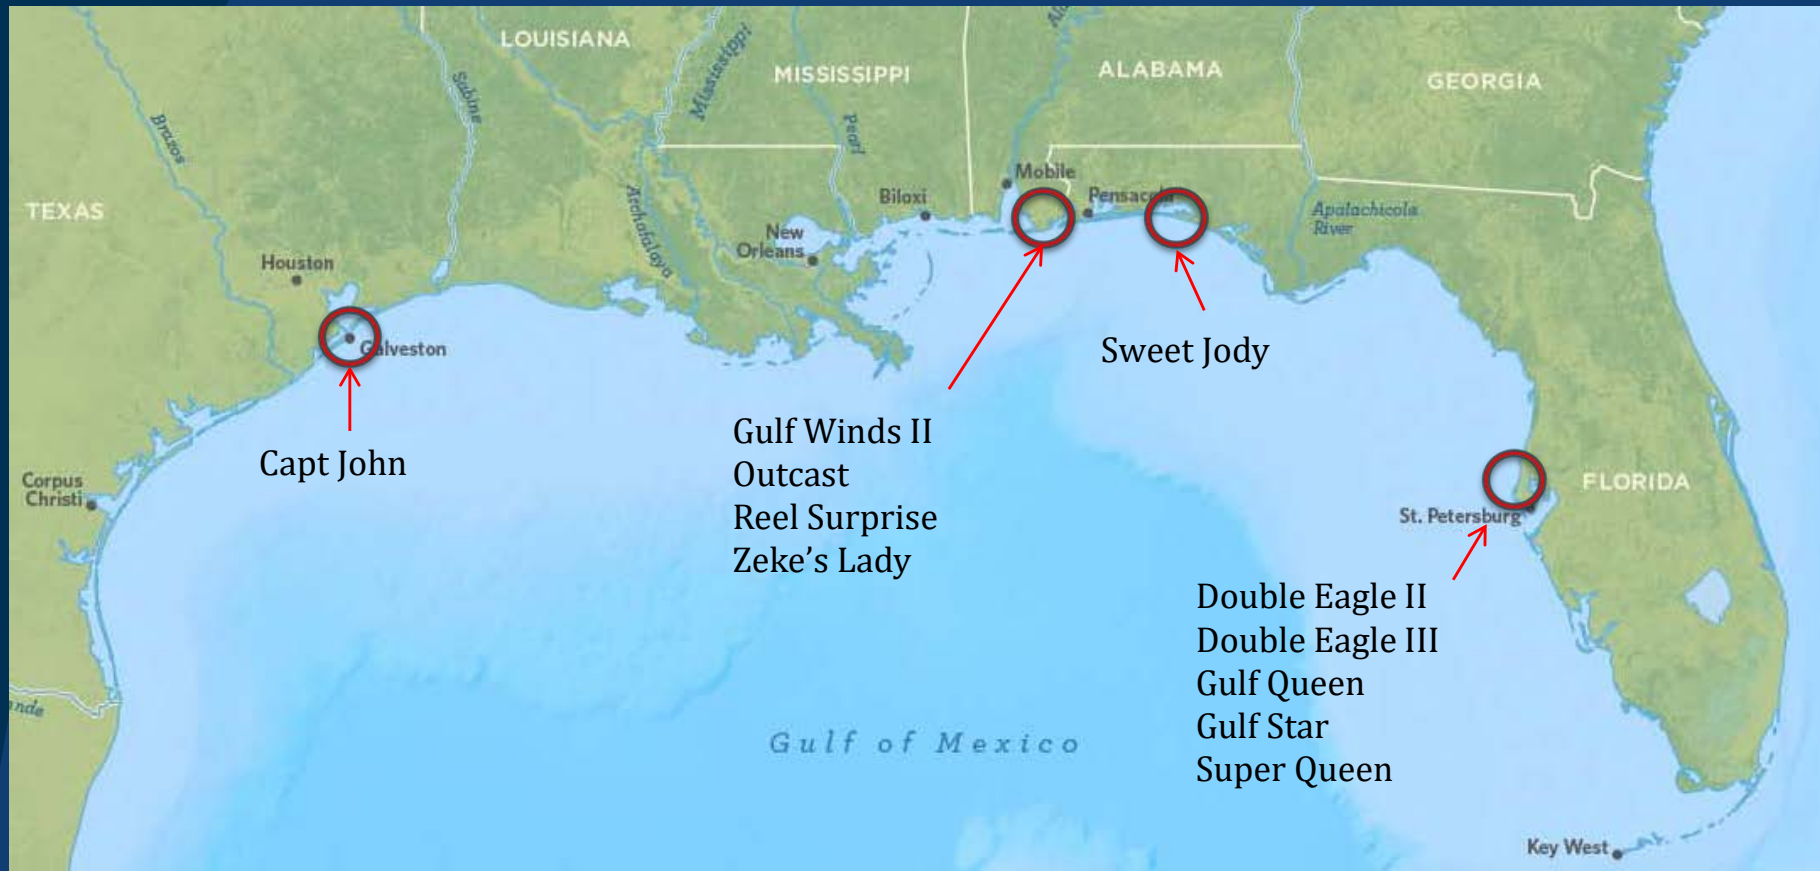 LOUISIANA
MISSISSIPPI
ALABAMA
GEORGIA
Mississippi
Sabine
Brazos
Pearl
Atchafalaya
TEXAS
Mobile
Biloxi
Pensacola
Apalachicola
River
New
Orleans
Houston
Galveston
Sweet Jody
Capt John
Gulf Winds II
Outcast
Reel Surprise
Zeke’s Lady
Corpus
Christi
FLORIDA
St. Petersburg
Double Eagle II
Double Eagle III
Gulf Queen
Gulf Star
Super Queen
Gulf of Mexico
Key West